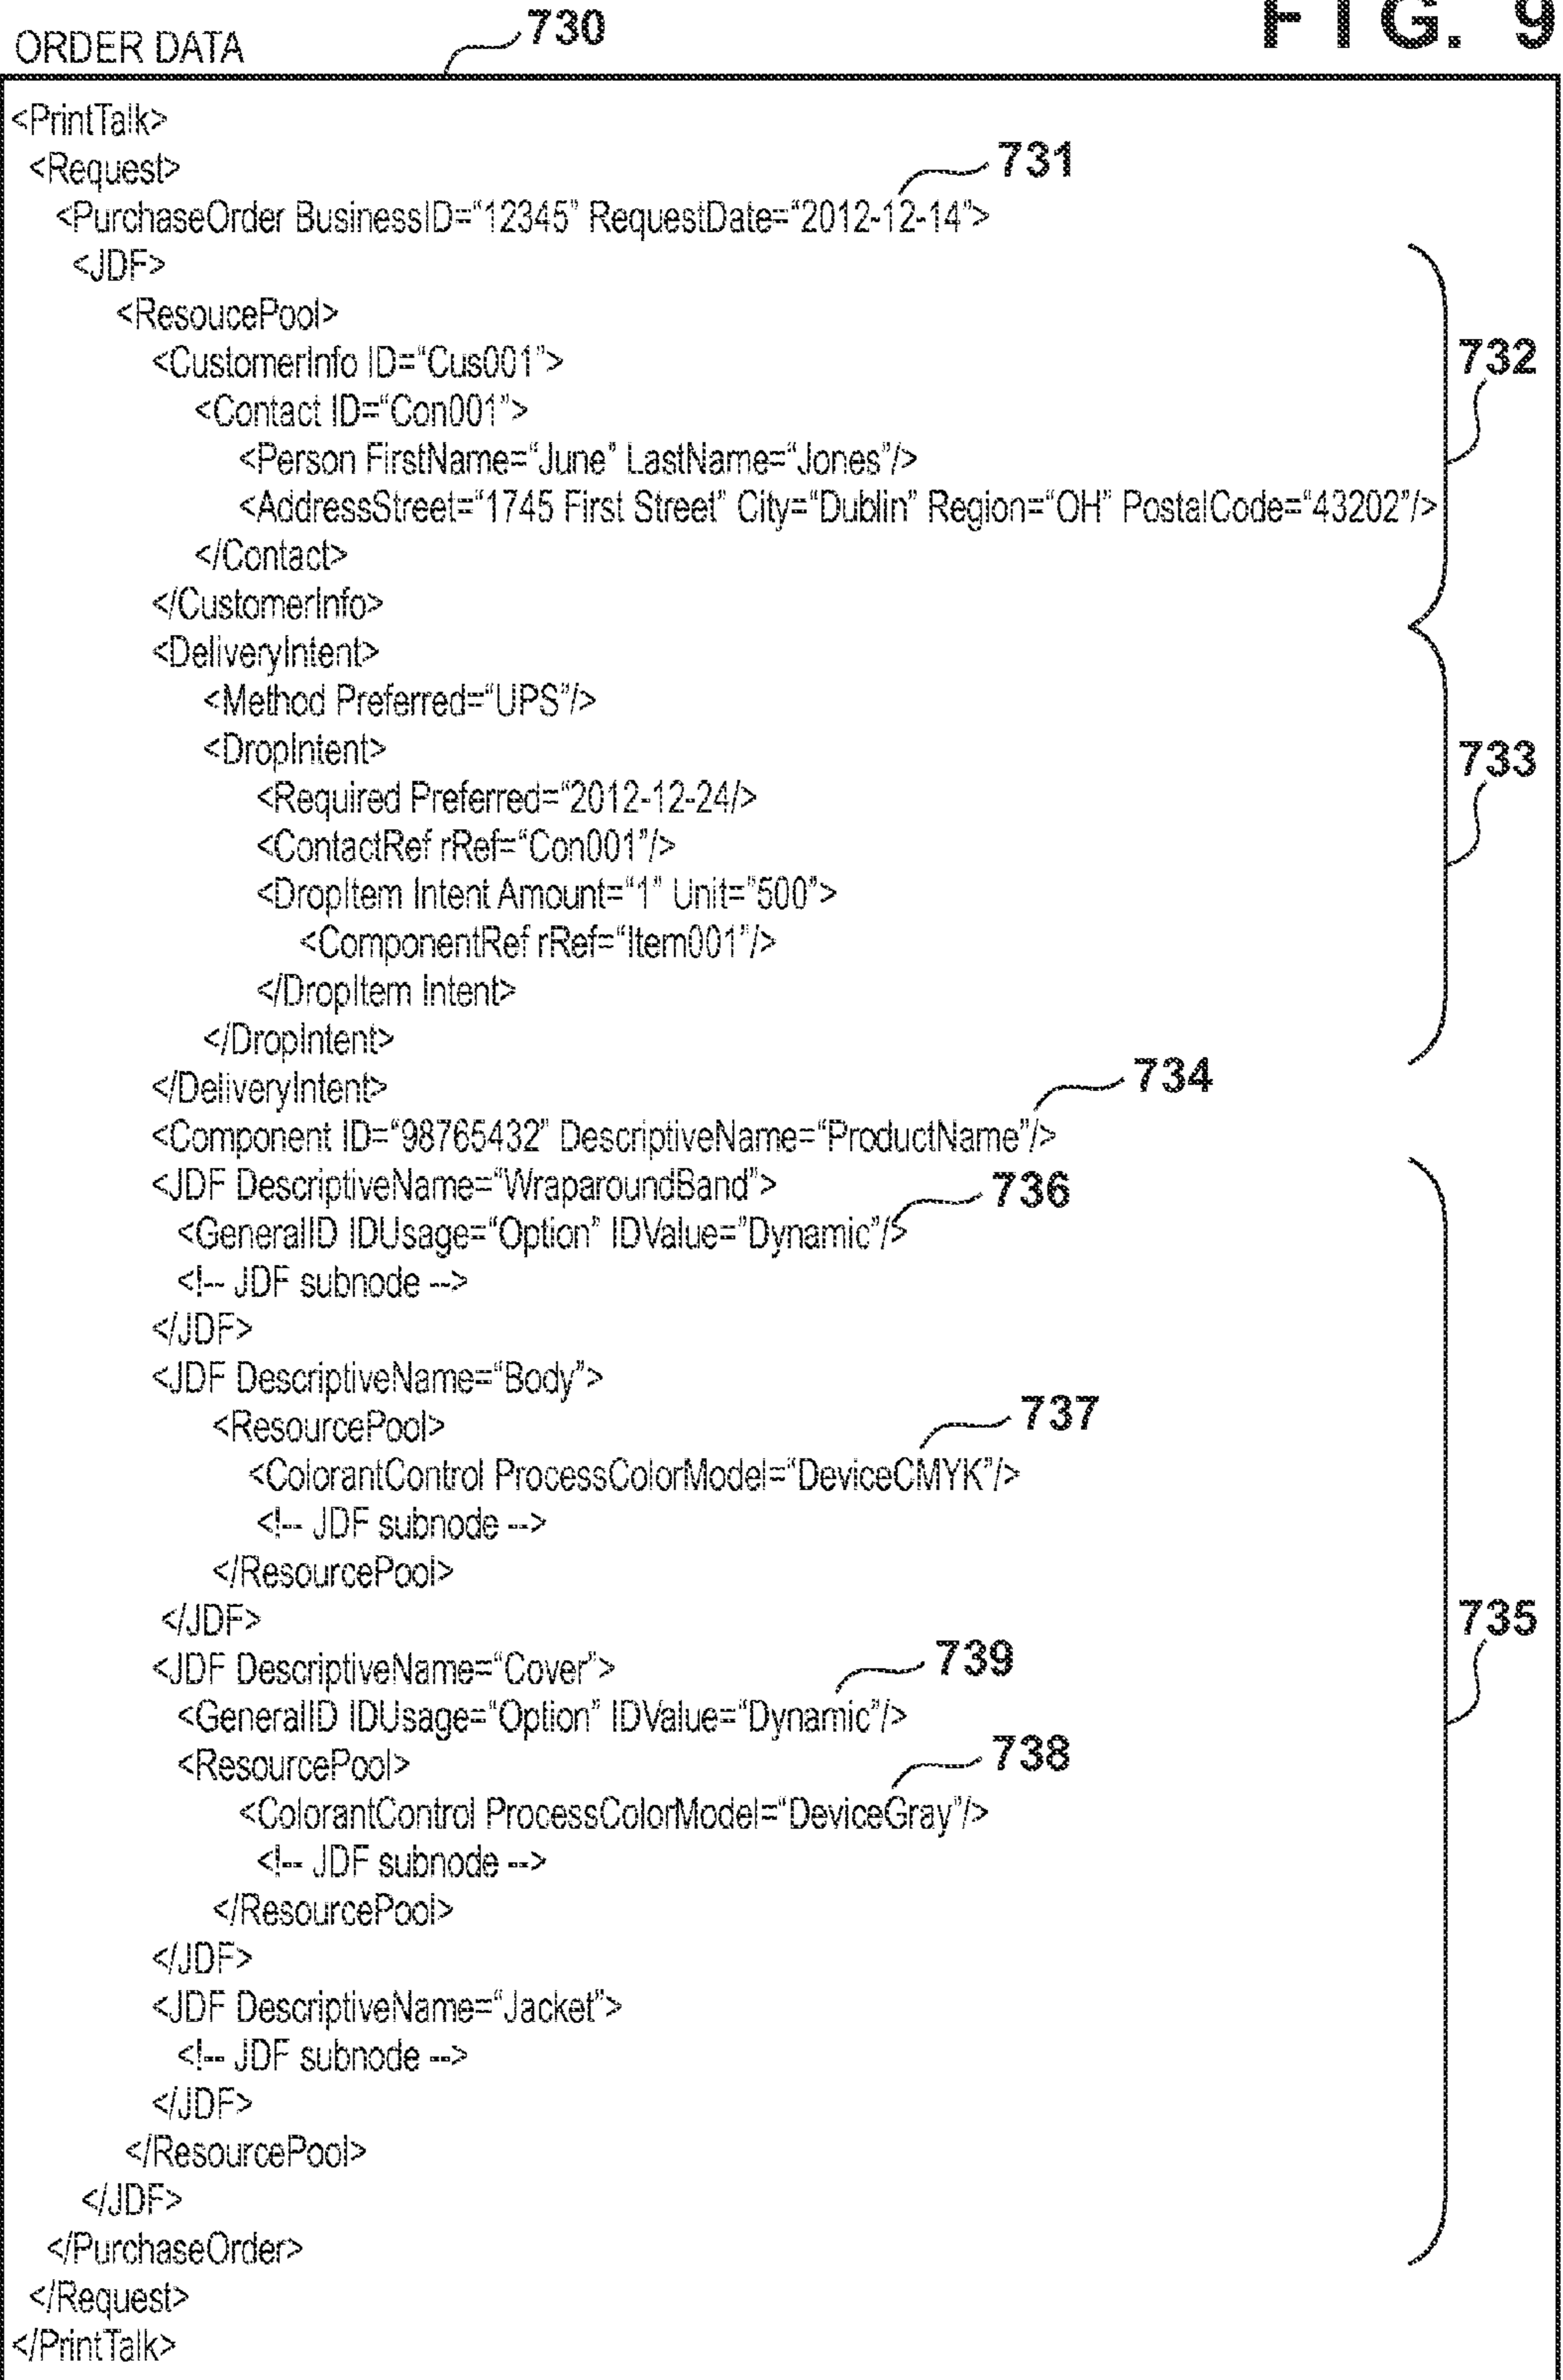 FIG. 9
ORDER DATA
730
<PrintTalk>
<Request>
731
<PurchaseOrder BusinessID=“12345” RequestDate=“2012-12-14”>
<JDF>
<ResoucePool>
<CustomerInfo ID=“Cus001”>
732
<Contact ID=“Con001”>
<Person FirstName=“June” LastName=“Jones”/>
<AddressStreet=“1745 First Street” City=“Dublin” Region=“OH” PostalCode=“43202”/>
</Contact>
</CustomerInfo>
<DeliveryIntent>
<Method Preferred=“UPS”/>
<DropIntent>
733
<Required Preferred=“2012-12-24/>
<ContactRef rRef=“Con001”/>
<DropItem Intent Amount=“1” Unit=“500”>
<ComponentRef rRef=“Item001”/>
</DropItem Intent>
</DropIntent>
734
</DeliveryIntent>
<Component ID=“98765432” DescriptiveName=“ProductName”/>
<JDF DescriptiveName=“WraparoundBand”>
736
<GeneralID IDUsage=“Option” IDValue=“Dynamic”/>
<!-- JDF subnode -->
</JDF>
<JDF DescriptiveName=“Body”>
<ResourcePool>
737
<ColorantControl ProcessColorModel=“DeviceCMYK”/>
<!-- JDF subnode -->
</ResourcePool>
</JDF>
735
<JDF DescriptiveName=“Cover”>
739
<GeneralID IDUsage=“Option” IDValue=“Dynamic”/>
<ResourcePool>
738
<ColorantControl ProcessColorModel=“DeviceGray”/>
<!-- JDF subnode -->
</ResourcePool>
</JDF>
<JDF DescriptiveName=“Jacket”>
<!-- JDF subnode -->
</JDF>
</ResourcePool>
</JDF>
</PurchaseOrder>
</Request>
</PrintTalk>